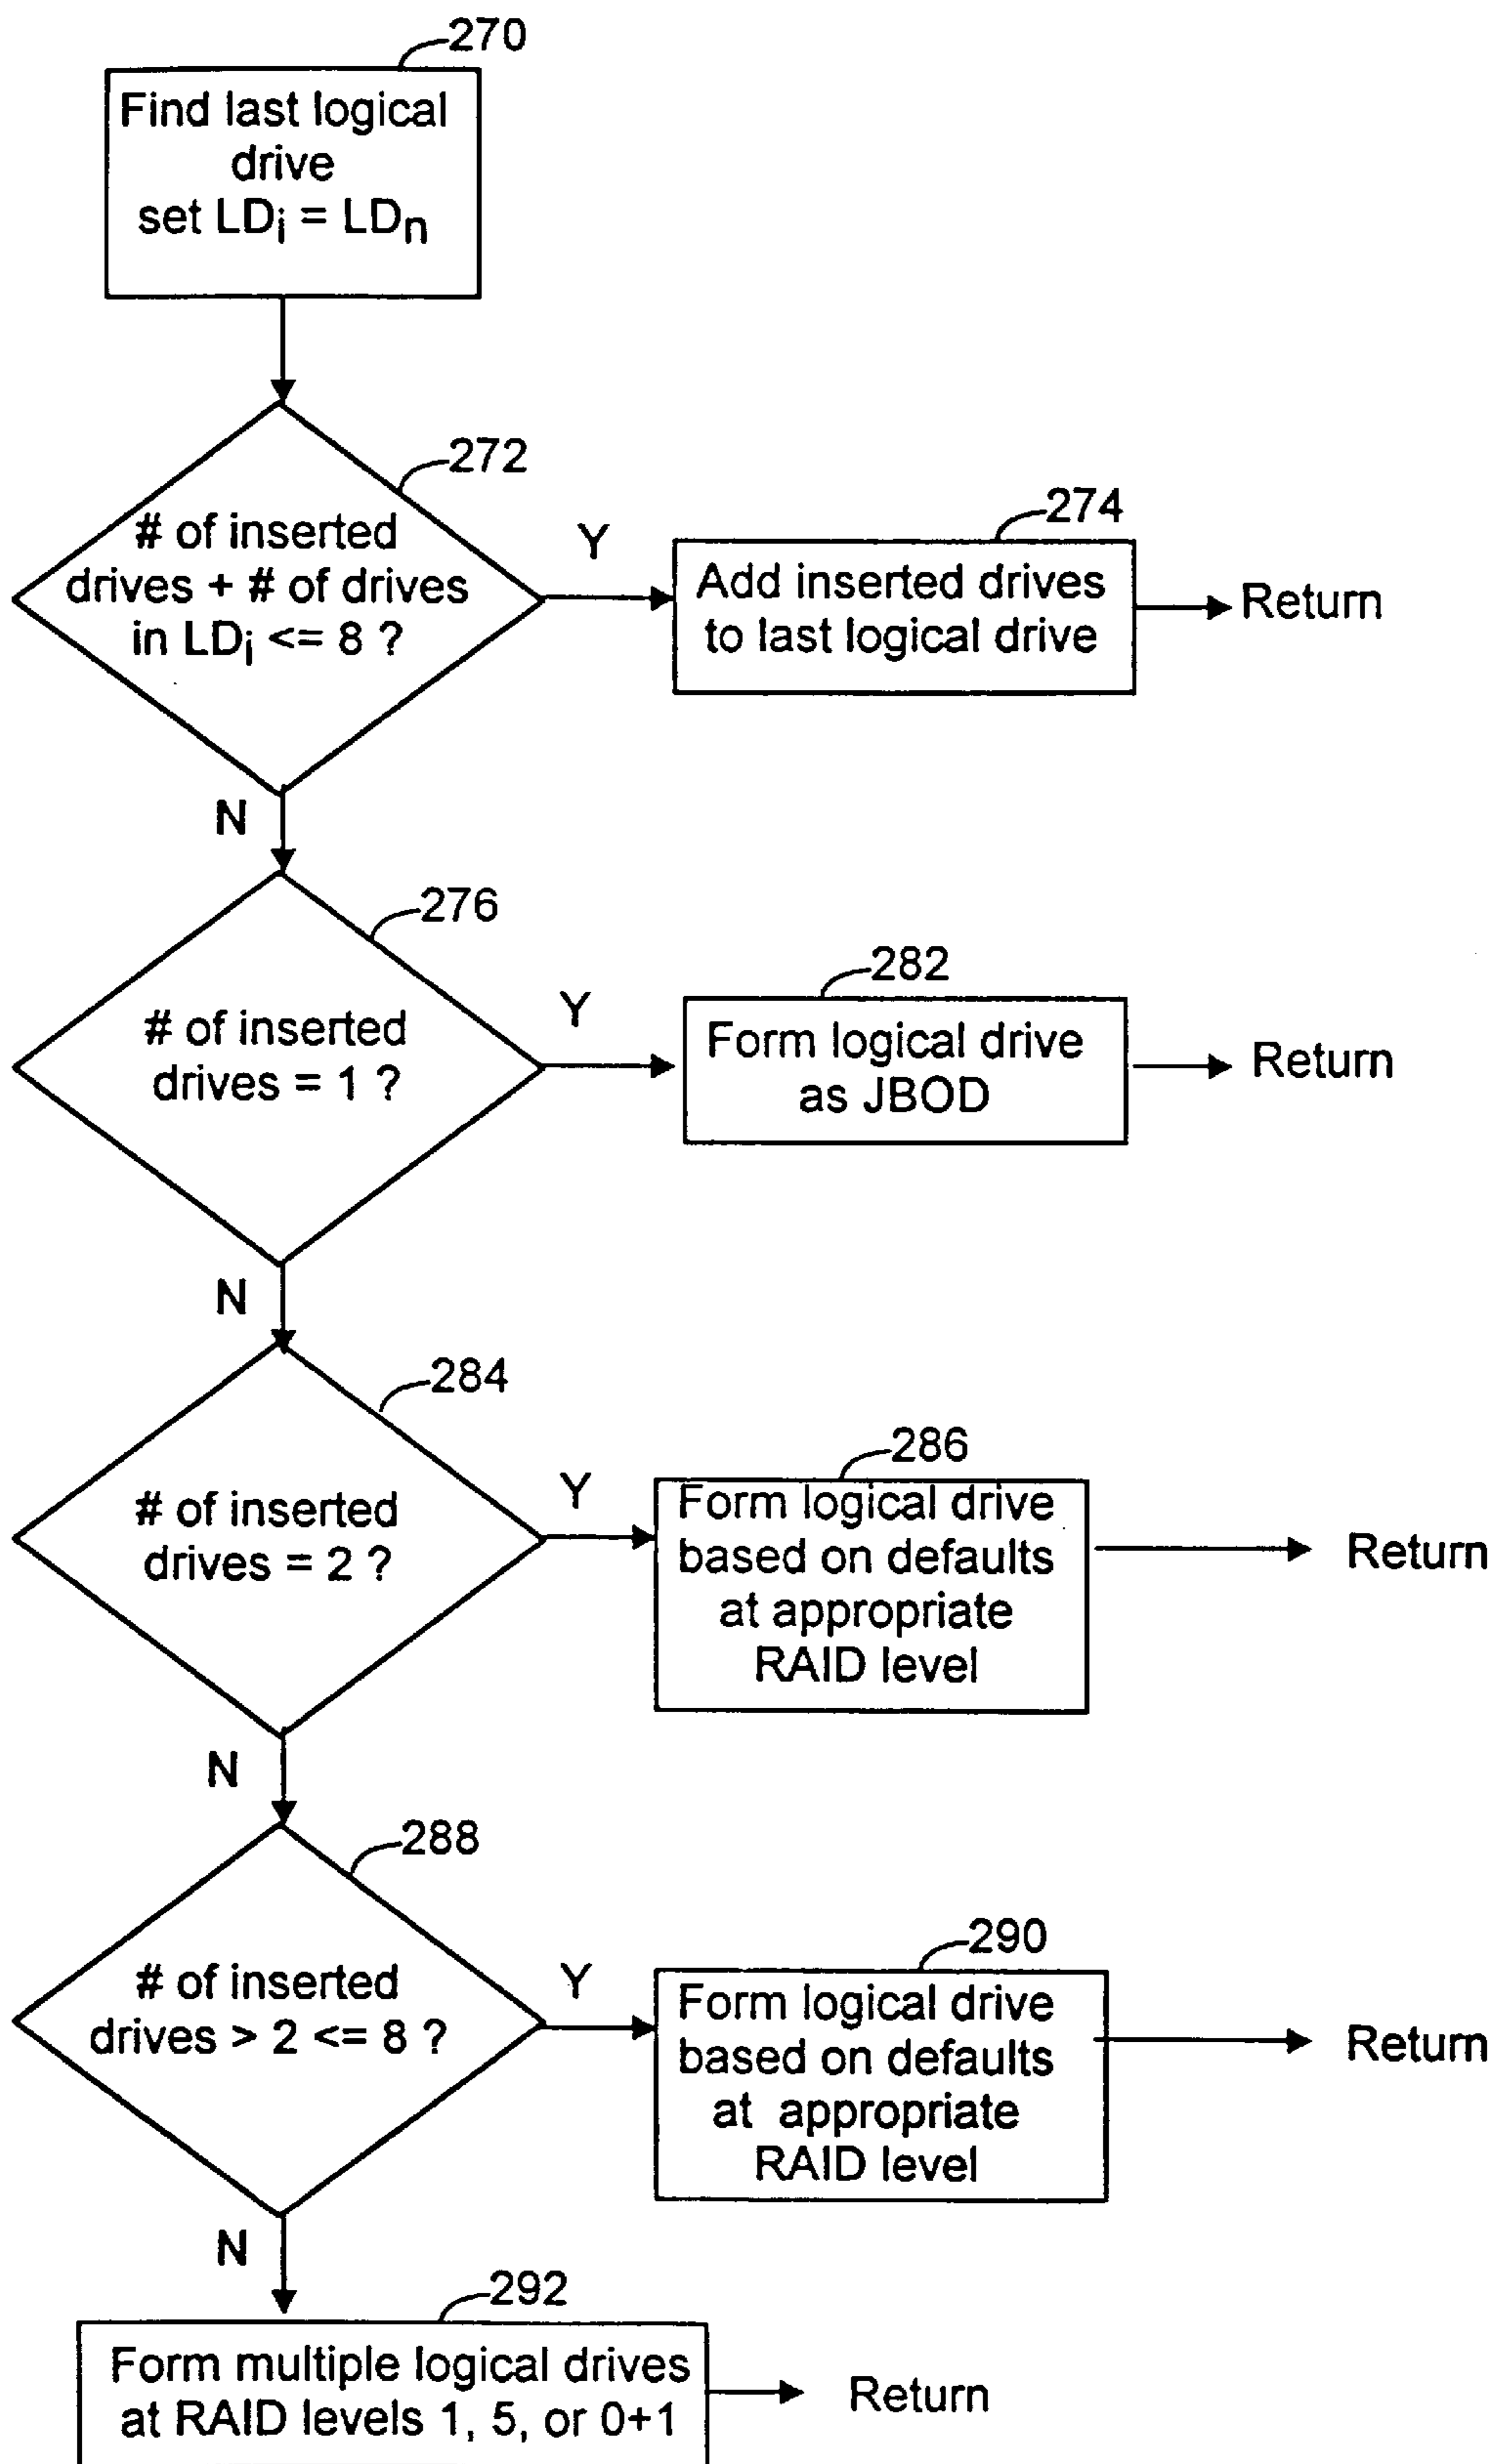 270
Find last logical
drive
set LDi = LDn
272
# of inserted
drives + # of drives
in LDi <= 8 ?
Y
274
Add inserted drives
to last logical drive
Return
N
276
# of inserted
drives = 1 ?
Y
282
Form logical drive
as JBOD
Return
N
284
# of inserted
drives = 2 ?
Y
286
Form logical drive
based on defaults
at appropriate
RAID level
Return
N
288
# of inserted
drives > 2 <= 8 ?
Y
290
Form logical drive
based on defaults
at appropriate
RAID level
Return
N
292
Form multiple logical drives
at RAID levels 1, 5, or 0+1
Return